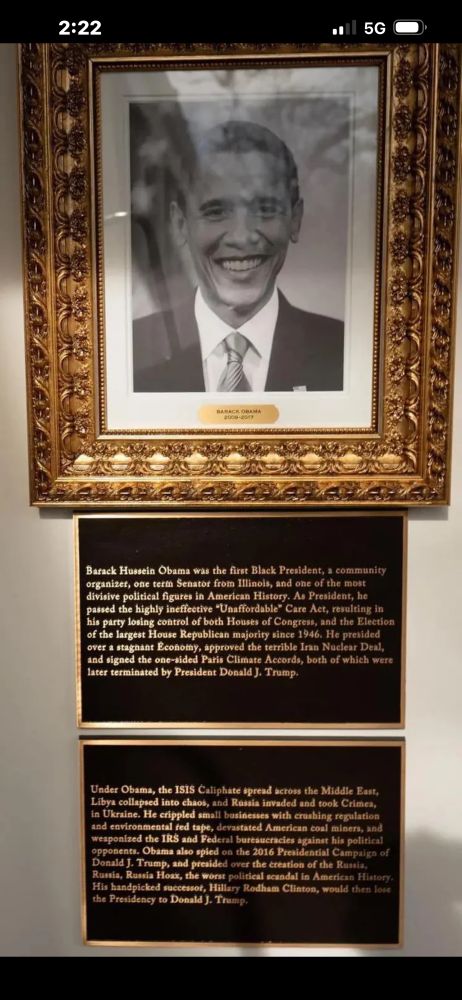 2:22
5G
BARACK OBAMA
2009-2017
Barack Hussein Obama was the first Black President, a community
organizer, one term Senator from Illinois, and one of the most
divisive political figures in American History. As President, he
passed the highly ineffective "Unaffordable" Care Act, resulting in
his party losing control of both Houses of Congress, and the Election
of the largest House Republican majority since 1946. He presided
over a stagnant Economy, approved the terrible Iran Nuclear Deal,
and signed the one-sided Paris Climate Accords, both of which were
later terminated by President Donald J. Trump.
Under Obama, the ISIS Caliphate spread across the Middle East,
Libya collapsed into chaos, and Russia invaded and took Crimea,
in Ukraine. He crippled small businesses with crushing regulation
and environmental red tape, devastated American coal miners, and
weaponized the IRS and Federal bureaucracies against his political
opponents. Obama also spied on the 2016 Presidential Campaign of
Donald J. Trump, and presided over the creation of the Russia,
Russia, Russia Hoax, the worst political scandal in American History.
His handpicked successor, Hillary Rodham Clinton, would then lose
the Presidency to Donald J. Trump.